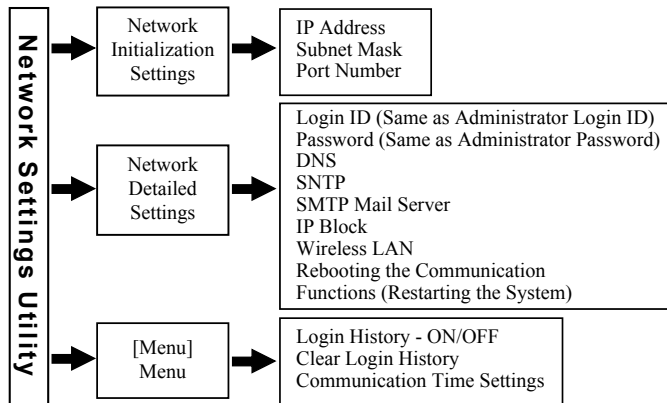 Network Settings Utility
Network
Initialization
Settings
IP Address
Subnet Mask
Port Number
Network
Detailed
Settings
Login ID (Same as Administrator Login ID)
Password (Same as Administrator Password)
DNS
SNTP
SMTP Mail Server
IP Block
Wireless LAN
Rebooting the Communication
Functions (Restarting the System)
[Menu]
Menu
Login History - ON/OFF
Clear Login History
Communication Time Settings